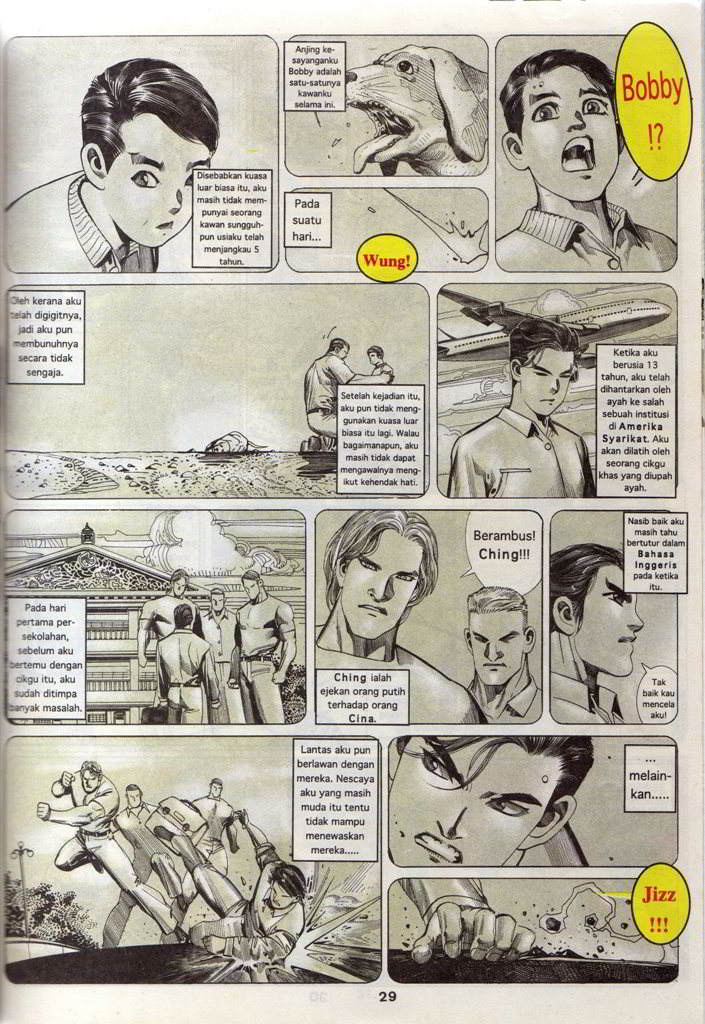 Disebabkan kuasa
luar biasa itu, aku
masih tidak mem-
punyai seorang
kawan sungguh-
pun usiaku telah
menjangkau 5
tahun.
Anjing ke-
sayanganku
Bobby adalah
satu-satunya
kawanku
selama ini.
Pada
suatu
hari...
Wung!
Bobby
!?
Oleh kerana aku
telah digigitnya,
jadi aku pun
membunuhnya
secara tidak
sengaja.
Setelah kejadian itu,
aku pun tidak meng-
gunakan kuasa luar
biasa itu lagi. Walau
bagaimanapun, aku
masih tidak dapat
mengawalnya meng-
ikut kehendak hati.
Ketika aku
berusia 13
tahun, aku telah
dihantarkan oleh
ayah ke salah
sebuah institusi
di Amerika
Syarikat. Aku
akan dilatih oleh
seorang cikgu
khas yang diupah
ayah.
Pada hari
pertama per-
sekolahan,
sebelum aku
bertemu dengan
cikgu itu, aku
sudah ditimpa
banyak masalah.
Berambus!
Ching!!!
Ching ialah
ejekan orang putih
terhadap orang
Cina.
Nasib baik aku
masih tahu
bertutur dalam
Bahasa
Inggeris
pada ketika
itu.
Tak
baik kau
mencela
aku!
Lantas aku pun
berlawan dengan
mereka. Nescaya
aku yang masih
muda itu tentu
tidak mampu
menewaskan
mereka.....
...
melain-
kan.....
Jizz
!!!
29